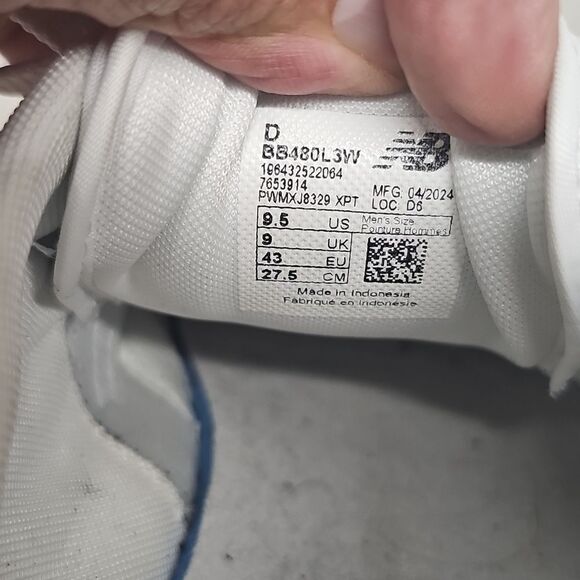 D
BB480L3W
196432522064
7653914 MFG. 04/2024
PWMXJ8329 XPT LOC: D6
9.5 US Men's Size
9 UK Pointure Hommes
43 EU
27.5 CM
Made in Indonesia
Fabriqué en Indonésie